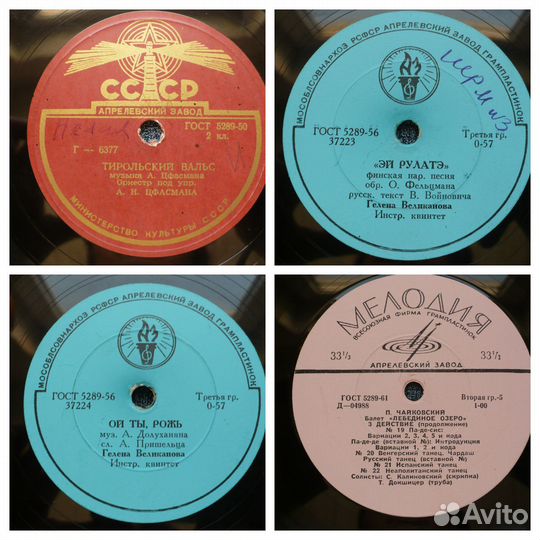 СССР
АПРЕЛЕВСКИЙ ЗАВОД
ГОСТ 5289-50
2 кл.
Г — 6377
ТИРОЛЬСКИЙ ВАЛЬС
музыка А. Цфасмана
Оркестр под упр.
А. Н. ЦФАСМАНА
МИНИСТЕРСТВО КУЛЬТУРЫ СССР
МОСОБЛСОВНАРХОЗ РСФСР АПРЕЛЕВСКИЙ ЗАВОД ГРАМПЛАСТИНОК
ГОСТ 5289-56
37223
Третья гр.
0-57
«ЭЙ РУЛАТЭ»
финская нар. песня
обр. О. Фельцмана
русск. текст В. Войновича
Гелена Великанова
Инстр. квинтет
МОСОБЛСОВНАРХОЗ РСФСР АПРЕЛЕВСКИЙ ЗАВОД ГРАМПЛАСТИНОК
ГОСТ 5289-56
37224
Третья гр.
0-57
ОЙ ТЫ, РОЖЬ
муз. А. Долуханяна
сл. А. Пришельца
Гелена Великанова
Инстр. квинтет
МЕЛОДИЯ
ВСЕСОЮЗНАЯ ФИРМА ГРАМПЛАСТИНОК
33⅓
33⅓
АПРЕЛЕВСКИЙ ЗАВОД
ГОСТ 5289-61
Д—04988
Вторая гр.-5
1-00
П. ЧАЙКОВСКИЙ
Балет «ЛЕБЕДИНОЕ ОЗЕРО»
3 ДЕЙСТВИЕ (продолжение)
№ 19 Па-де-сис:
Вариации 2, 3, 4, 5 и кода
Па-де-де (вставной №): Интродукция
Вариации 1, 2 и кода
№ 20 Венгерский танец. Чардаш
Русский танец (вставной №)
№ 21 Испанский танец
№ 22 Неаполитанский танец
Солисты: С. Калиновский (скрипка)
Т. Докшицер (труба)
Avito